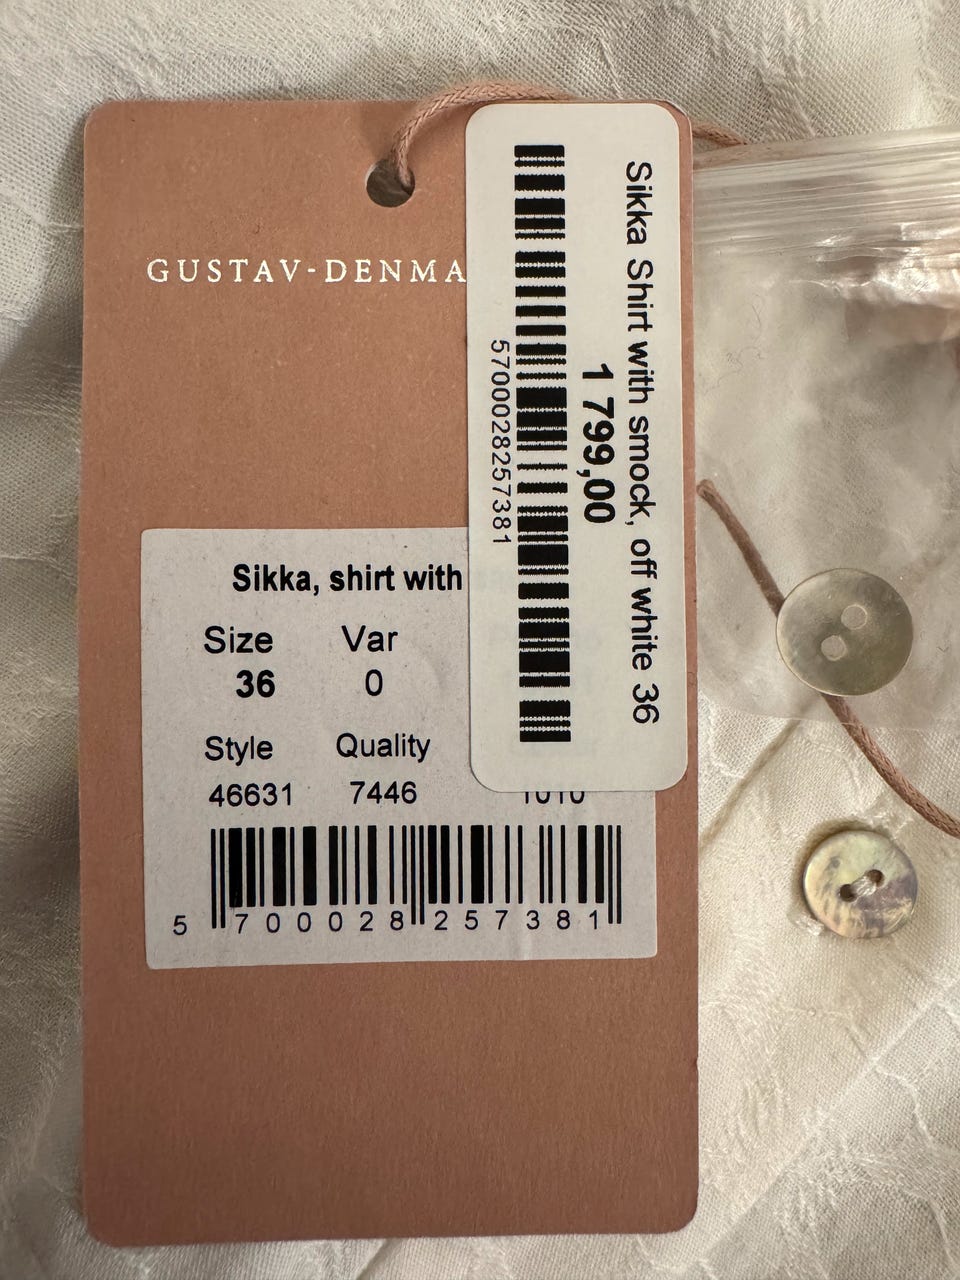 GUSTAV-DENMA
Sikka, shirt with
Size Var
36 0
Style Quality
46631 7446 1010
5 700028 257381
Sikka Shirt with smock, off white 36
1 799,00
5700028257381